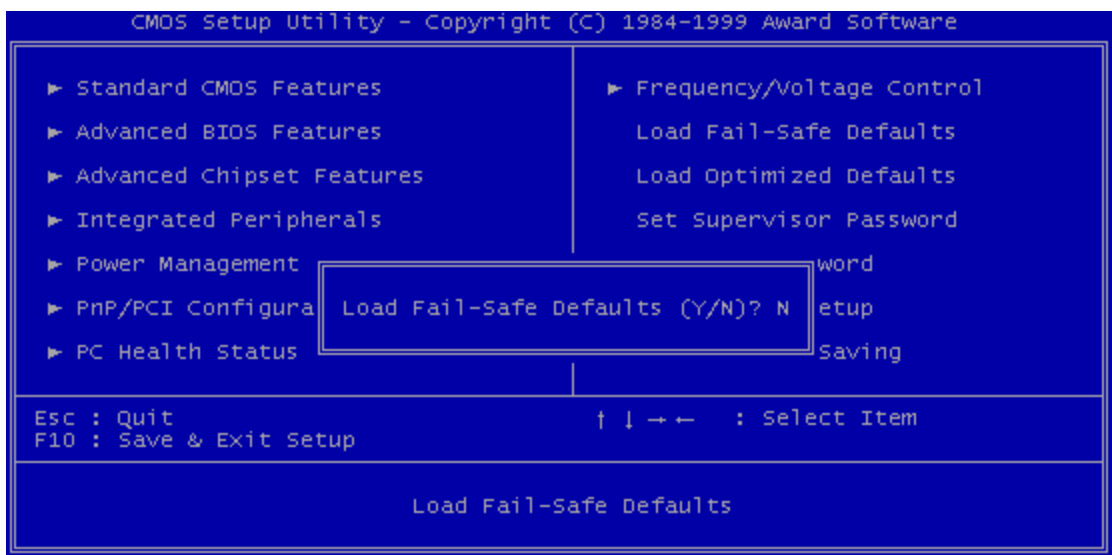 CMOS Setup Utility - Copyright (C) 1984-1999 Award Software
► Standard CMOS Features
► Advanced BIOS Features
► Advanced Chipset Features
► Integrated Peripherals
► Power Management
► PnP/PCI Configura
► PC Health Status
► Frequency/Voltage Control
Load Fail-Safe Defaults
Load Optimized Defaults
Set Supervisor Password
word
etup
Saving
Load Fail-Safe Defaults (Y/N)? N
Esc : Quit
F10 : Save & Exit Setup
↑ ↓ → ← : Select Item
Load Fail-Safe Defaults